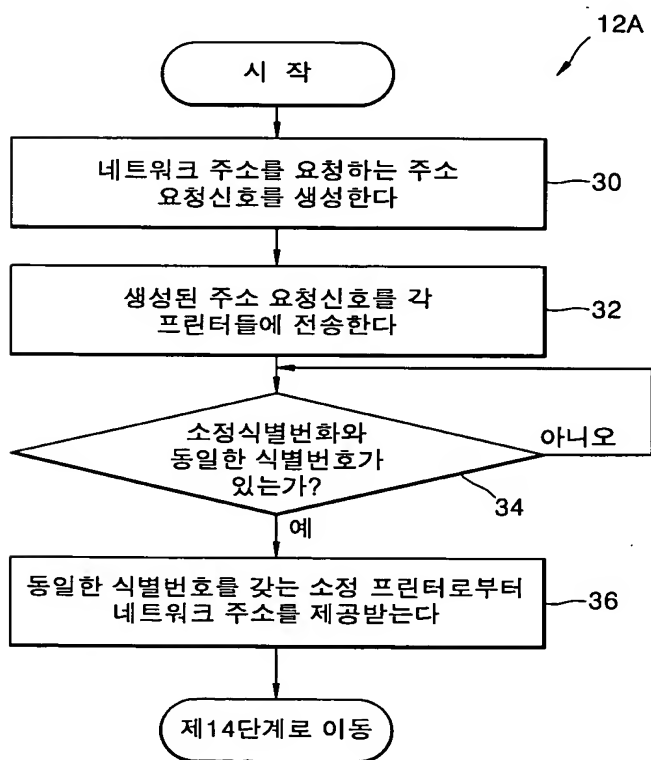 12A
시 작
네트워크 주소를 요청하는 주소
요청신호를 생성한다
30
생성된 주소 요청신호를 각
프린터들에 전송한다
32
소정식별번화와
동일한 식별번호가
있는가?
아니오
34
예
동일한 식별번호를 갖는 소정 프린터로부터
네트워크 주소를 제공받는다
36
제14단계로 이동